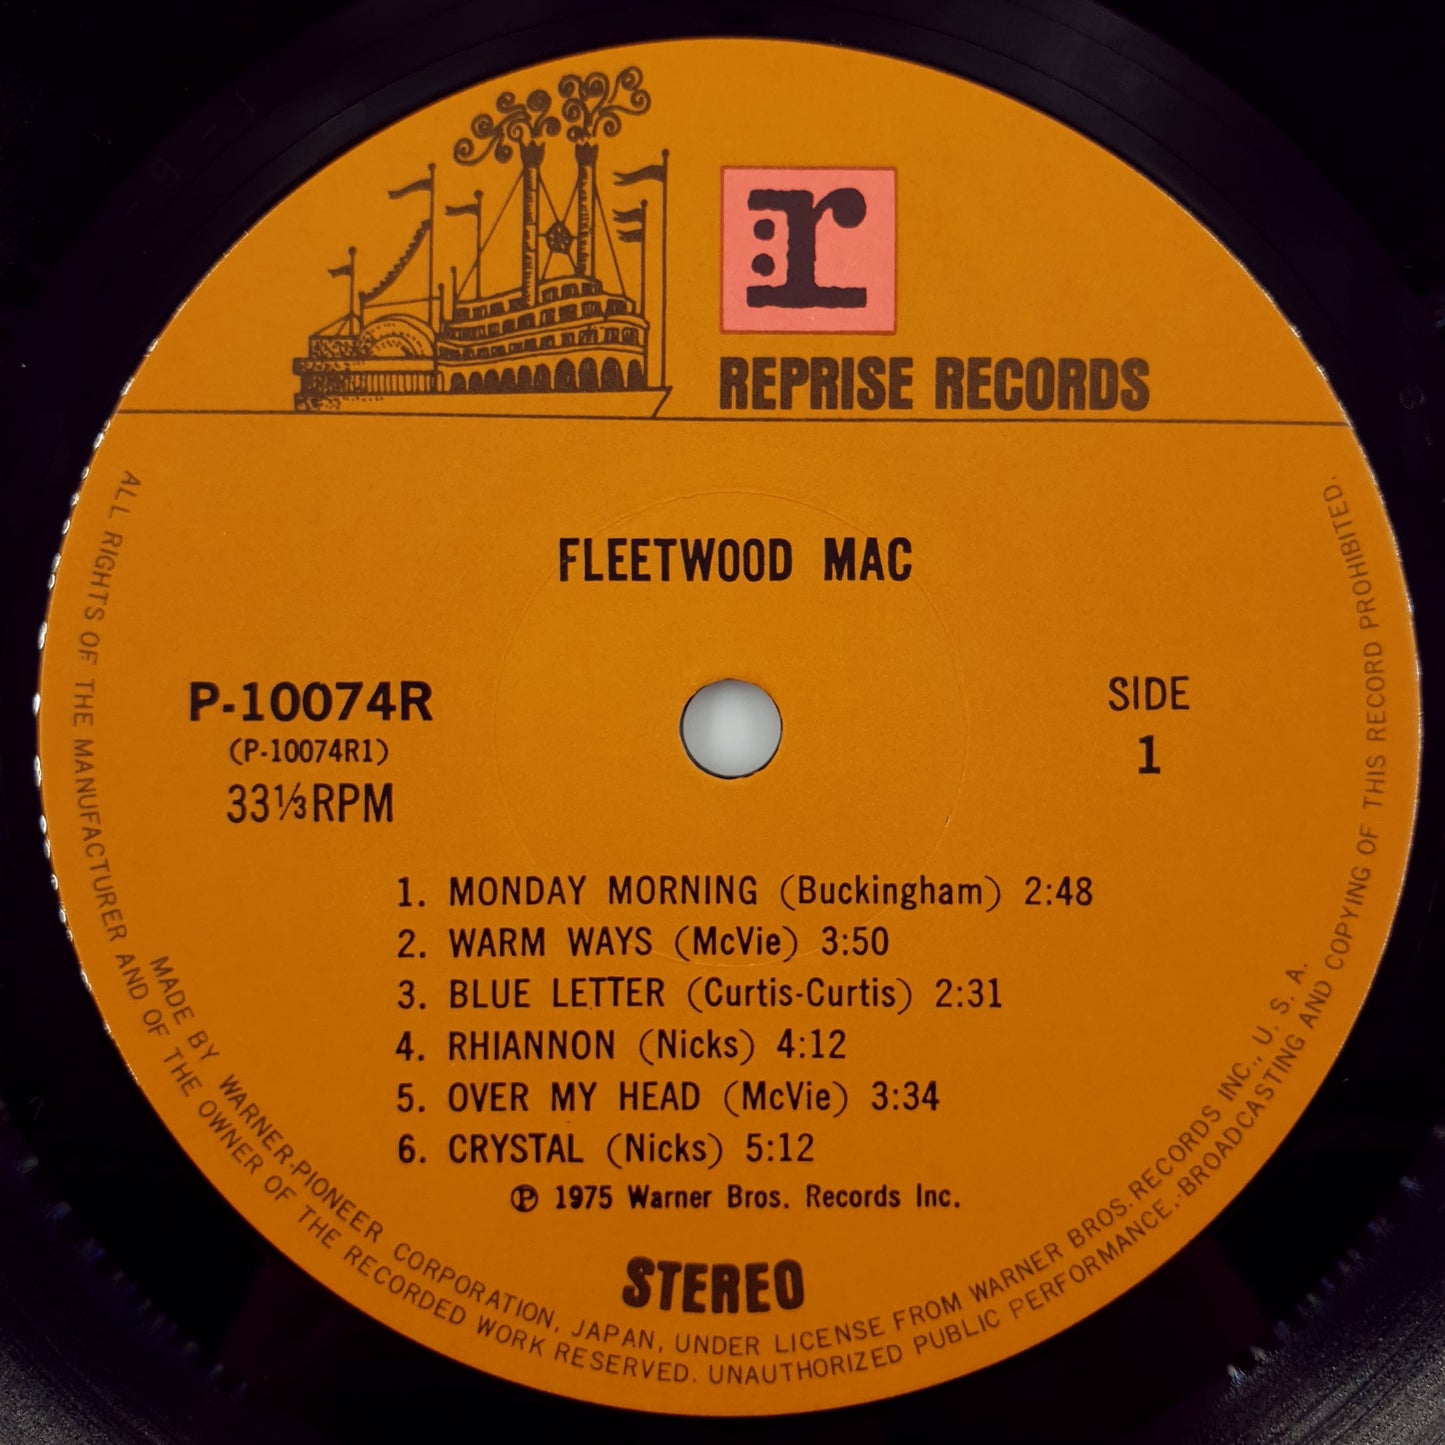 r
REPRISE RECORDS
FLEETWOOD MAC
P-10074R
(P-10074R1)
33⅓RPM
SIDE
1
1. MONDAY MORNING (Buckingham) 2:48
2. WARM WAYS (McVie) 3:50
3. BLUE LETTER (Curtis-Curtis) 2:31
4. RHIANNON (Nicks) 4:12
5. OVER MY HEAD (McVie) 3:34
6. CRYSTAL (Nicks) 5:12
Ⓟ 1975 Warner Bros. Records Inc.
STEREO
MADE BY WARNER-PIONEER CORPORATION, JAPAN, UNDER LICENSE FROM WARNER BROS. RECORDS INC., U. S. A.
ALL RIGHTS OF THE MANUFACTURER AND OF THE OWNER OF THE RECORDED WORK RESERVED. UNAUTHORIZED PUBLIC PERFORMANCE,-BROADCASTING AND COPYING OF THIS RECORD PROHIBITED.